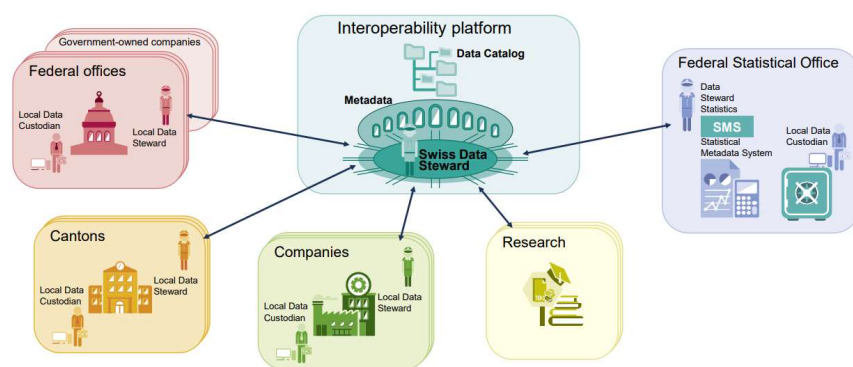 Government-owned companies
Federal offices
Local Data
Custodian
Local Data
Steward
Interoperability platform
Data Catalog
Metadata
Swiss Data
Steward
Federal Statistical Office
Data
Steward
Statistics
SMS
Statistical
Metadata System
Local Data
Custodian
Cantons
Local Data
Custodian
Local Data
Steward
Companies
Local Data
Custodian
Local Data
Steward
Research